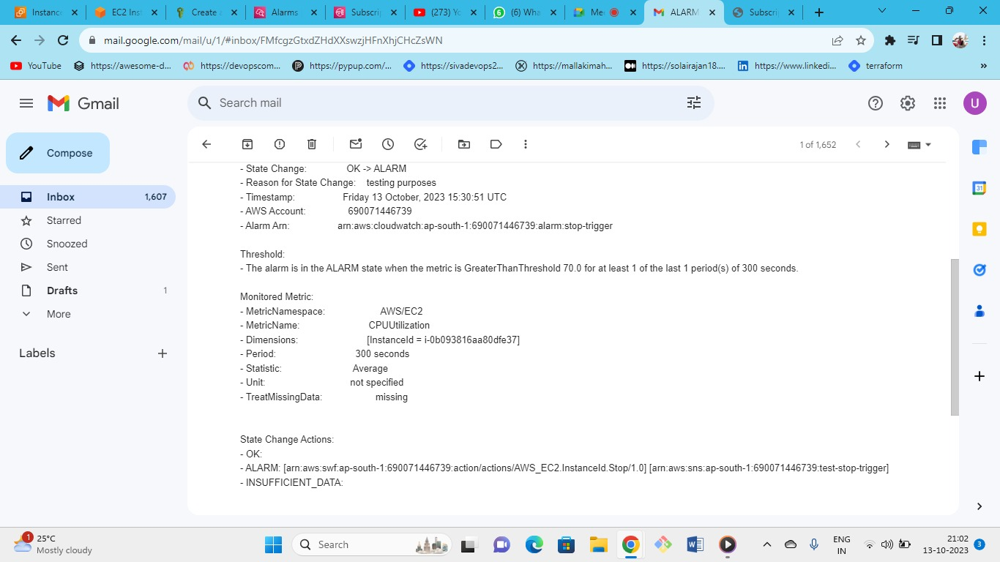 Instanc
EC2 Inst
Create a
Alarms
Subscrip
(273) Yo
(6) Wha
Me
ALARM
Subscri
mail.google.com/mail/u/1/#inbox/FMfcgzGtxdZHdXXswzjHFnXhjCHcZsWN
YouTube
https://awesome-d...
https://devopscom...
https://pypup.com/...
https://sivadevops2...
https://mallakimah...
https://solairajan18....
https://www.linkedi...
terraform
»
Gmail
Search mail
U
Compose
1 of 1,652
Inbox 1,607
Starred
Snoozed
Sent
Drafts 1
More
Labels
- State Change: OK -> ALARM
- Reason for State Change: testing purposes
- Timestamp: Friday 13 October, 2023 15:30:51 UTC
- AWS Account: 690071446739
- Alarm Arn: arn:aws:cloudwatch:ap-south-1:690071446739:alarm:stop-trigger
Threshold:
- The alarm is in the ALARM state when the metric is GreaterThanThreshold 70.0 for at least 1 of the last 1 period(s) of 300 seconds.
Monitored Metric:
- MetricNamespace: AWS/EC2
- MetricName: CPUUtilization
- Dimensions: [InstanceId = i-0b093816aa80dfe37]
- Period: 300 seconds
- Statistic: Average
- Unit: not specified
- TreatMissingData: missing
State Change Actions:
- OK:
- ALARM: [arn:aws:swf:ap-south-1:690071446739:action/actions/AWS_EC2.InstanceId.Stop/1.0] [arn:aws:sns:ap-south-1:690071446739:test-stop-trigger]
- INSUFFICIENT_DATA:
31
1
25°C
Mostly cloudy
Search
ENG
IN
21:02
13-10-2023
3